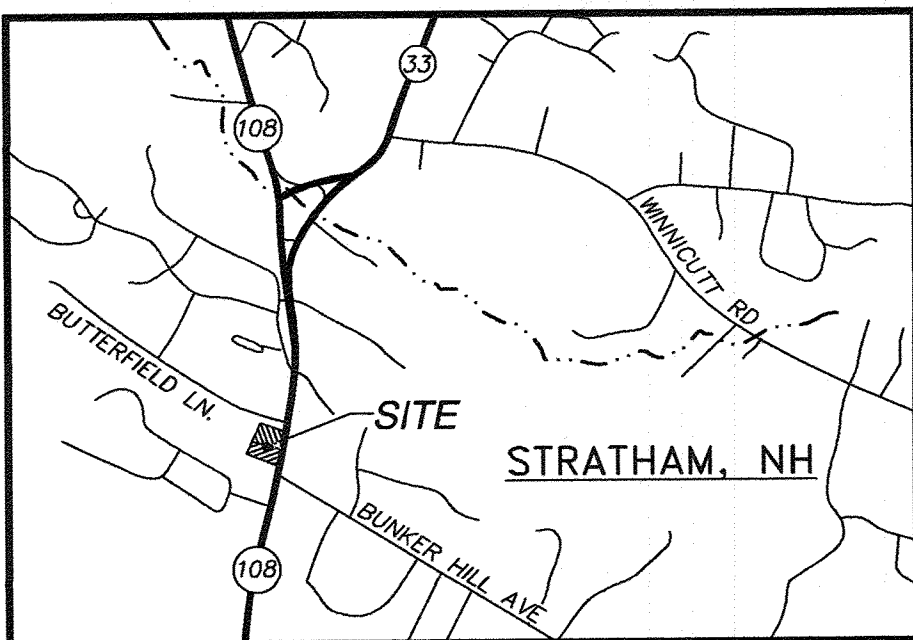 33
108
WINNICUTT RD
BUTTERFIELD LN.
SITE
STRATHAM, NH
BUNKER HILL AVE
108